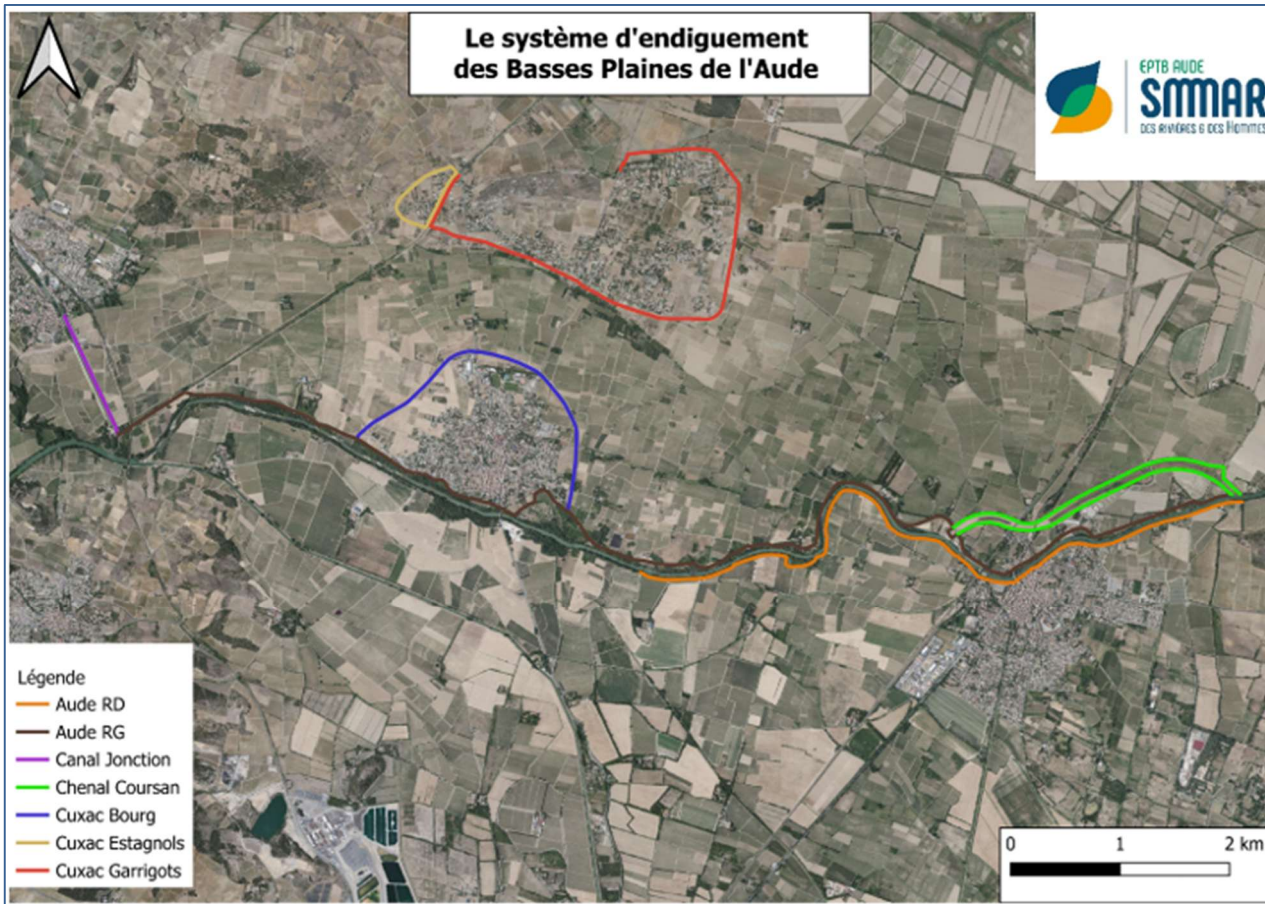 Le système d'endiguement
des Basses Plaines de l'Aude
EPTB AUDE
SMMAR
DES RIVIÈRES & DES HOMMES
Légende
Aude RD
Aude RG
Canal Jonction
Chenal Coursan
Cuxac Bourg
Cuxac Estagnols
Cuxac Garrigots
0 1 2 km